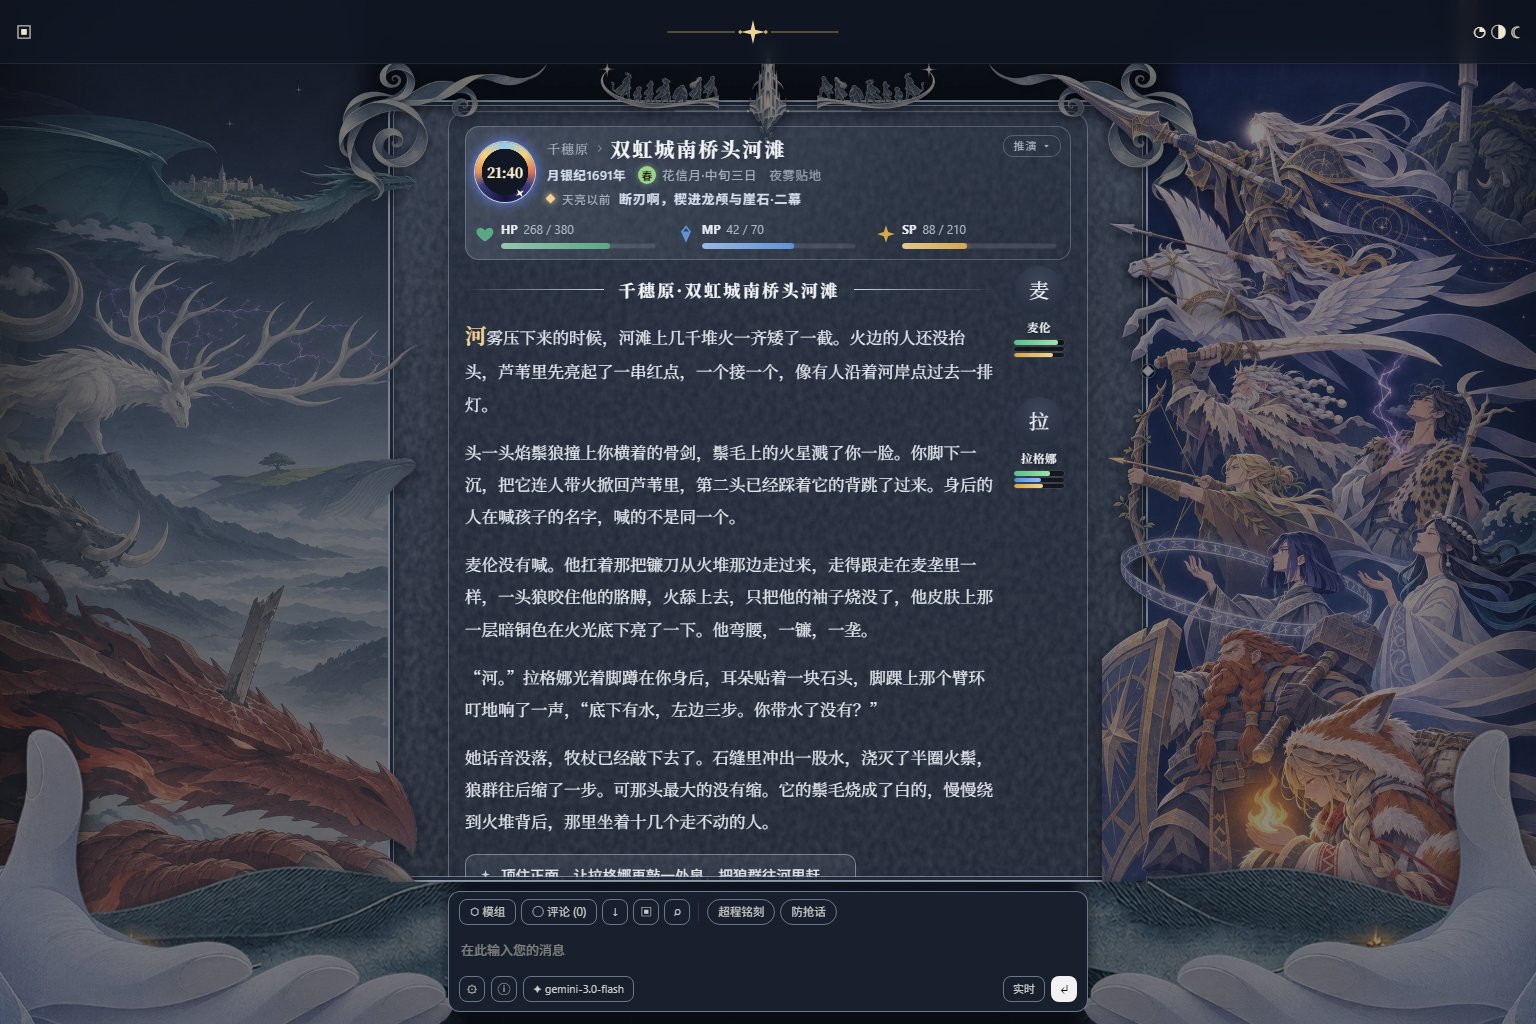 千穗原 › 双虹城南桥头河滩
推演
21:40
月银纪1691年 春 花信月·中旬三日 夜雾贴地
天亮以前 断刃啊，楔进龙颅与崖石·二幕
HP 268 / 380
MP 42 / 70
SP 88 / 210
千穗原·双虹城南桥头河滩
麦
麦伦
拉
拉格娜
河雾压下来的时候，河滩上几千堆火一齐矮了一截。火边的人还没抬
头，芦苇里先亮起了一串红点，一个接一个，像有人沿着河岸点过去一排
灯。
头一头焰鬃狼撞上你横着的骨剑，鬃毛上的火星溅了你一脸。你脚下一
沉，把它连人带火掀回芦苇里，第二头已经踩着它的背跳了过来。身后的
人在喊孩子的名字，喊的不是同一个。
麦伦没有喊。他扛着那把镰刀从火堆那边走过来，走得跟走在麦垄里一
样，一头狼咬住他的胳膊，火舔上去，只把他的袖子烧没了，他皮肤上那
一层暗铜色在火光底下亮了一下。他弯腰，一镰，一垄。
“河。”拉格娜光着脚蹲在你身后，耳朵贴着一块石头，脚踝上那个臂环
叮地响了一声，“底下有水，左边三步。你带水了没有？”
她话音没落，牧杖已经敲下去了。石缝里冲出一股水，浇灭了半圈火鬃，
狼群往后缩了一步。可那头最大的没有缩。它的鬃毛烧成了白的，慢慢绕
到火堆背后，那里坐着十几个走不动的人。
顶住正面，让拉格娜再敲一处泉，把狼群往河里赶
模组
评论 (0)
超程铭刻
防抢话
在此输入您的消息
gemini-3.0-flash
实时